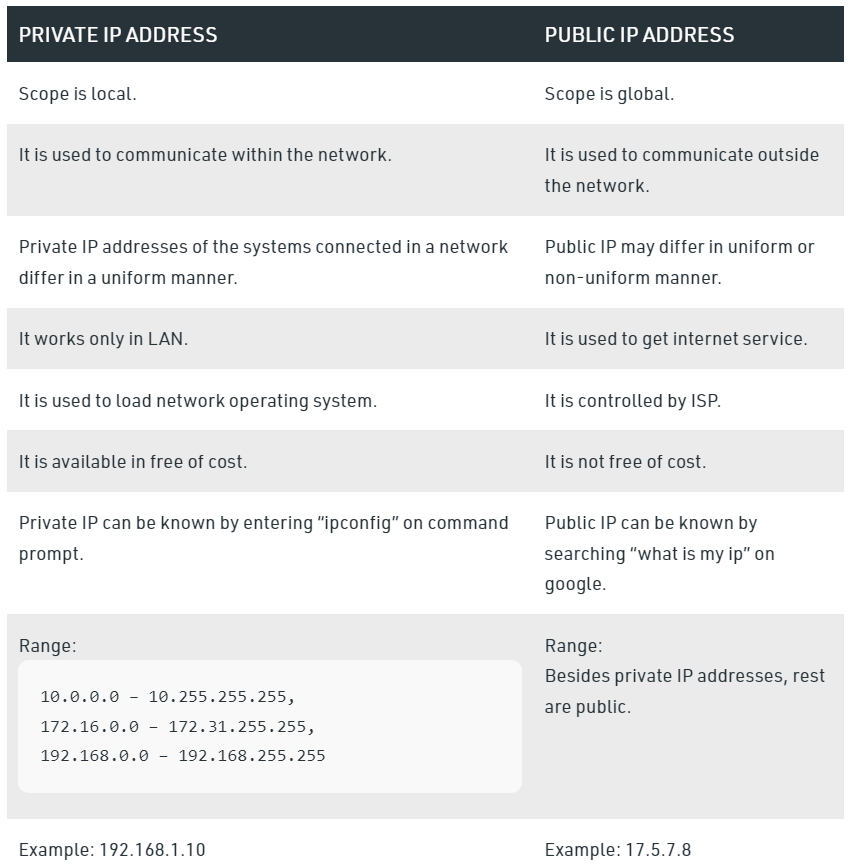 PRIVATE IP ADDRESS PUBLIC IP ADDRESS
Scope is local. Scope is global.
It is used to communicate within the network. It is used to communicate outside
the network.
Private IP addresses of the systems connected in a network Public IP may differ in uniform or
differ in a uniform manner. non-uniform manner.
It works only in LAN. It is used to get internet service.
It is used to load network operating system. It is controlled by ISP.
It is available in free of cost. It is not free of cost.
Private IP can be known by entering “ipconfig” on command Public IP can be known by
prompt. searching “what is my ip” on
google.
Range: Range:
Besides private IP addresses, rest
10.0.0.0 – 10.255.255.255, are public.
172.16.0.0 – 172.31.255.255,
192.168.0.0 – 192.168.255.255
Example: 192.168.1.10 Example: 17.5.7.8